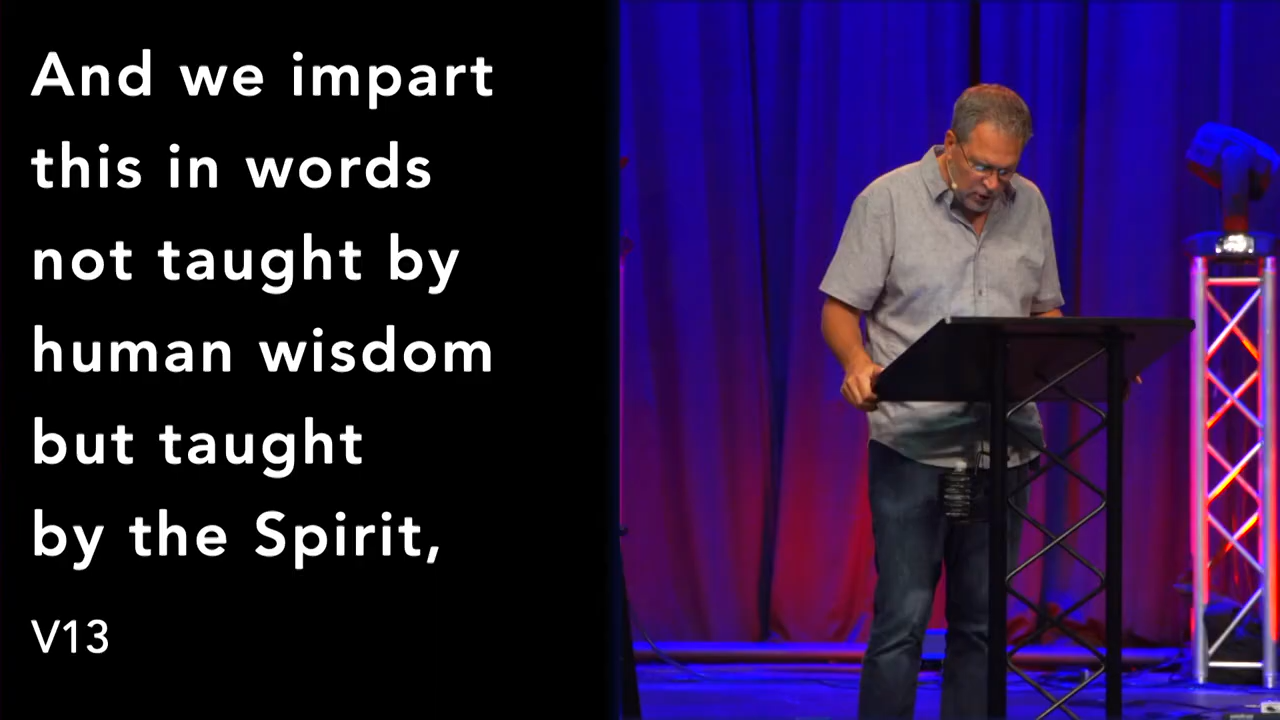 And we impart
this in words
not taught by
human wisdom
but taught
by the Spirit,
V13